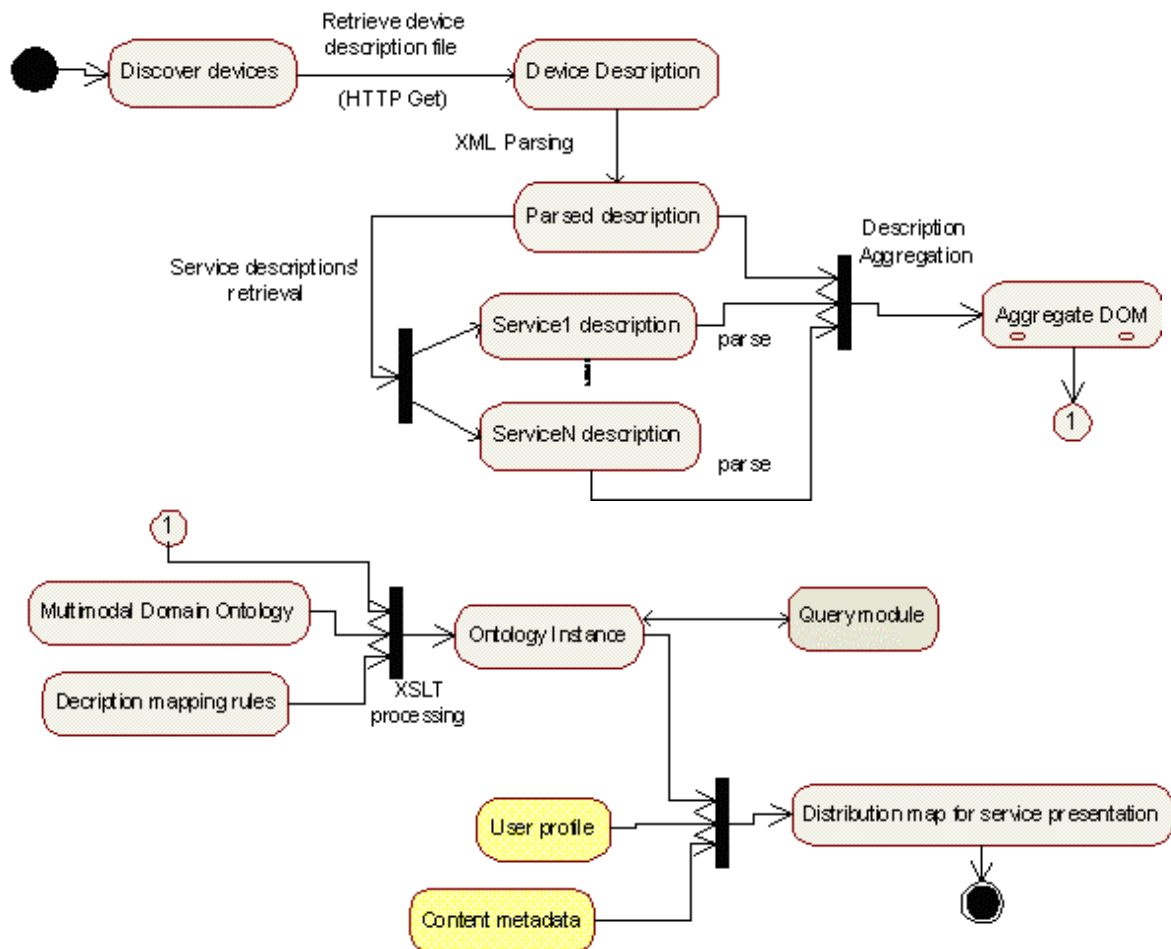 Retrieve device
description file
Discover devices
Device Description
(HTTP Get)
XML Parsing
Parsed description
Description
Aggregation
Service descriptions'
retrieval
Service1 description
parse
Aggregate DOM
ServiceN description
parse
1
1
Multimodal Domain Ontology
Ontology Instance
Query module
Decription mapping rules
XSLT
processing
User profile
Distribution map for service presentation
Content metadata